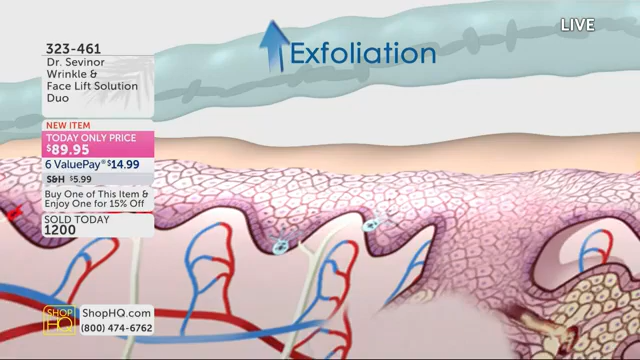 LIVE
Exfoliation
323-461
Dr. Sevinor
Wrinkle &
Face Lift Solution
Duo
NEW ITEM
TODAY ONLY PRICE
$89.95
6 ValuePay® $14.99
S&H $5.99
Buy One of This Item &
Enjoy One for 15% Off
SOLD TODAY
1200
SHOP
HQ
ShopHQ.com
(800) 474-6762